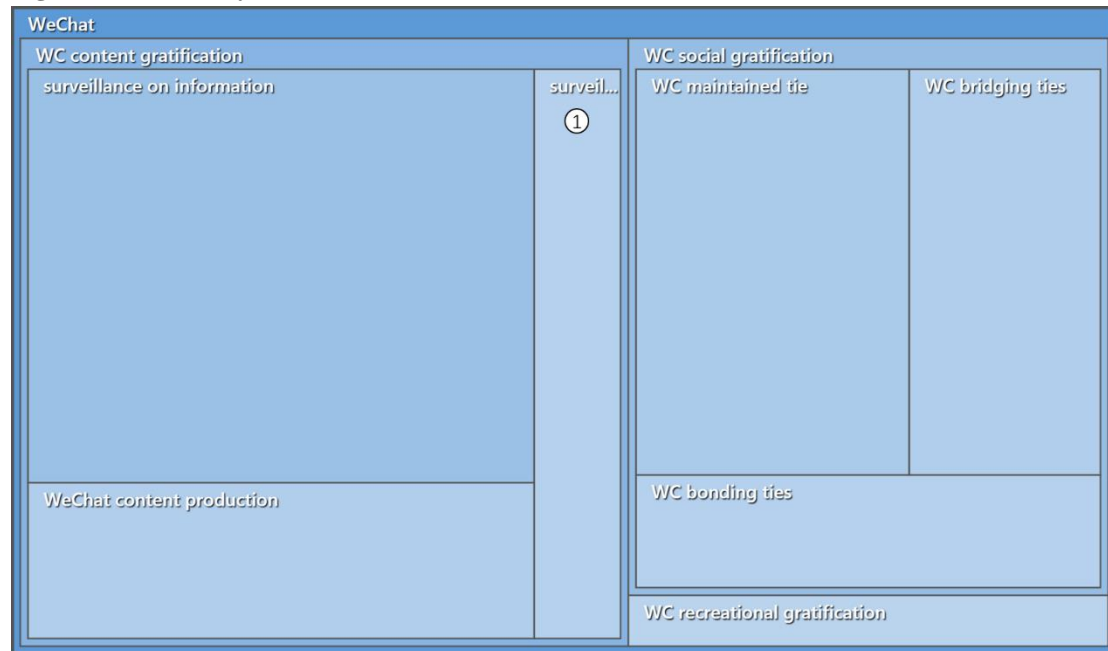 WeChat
WC content gratification
surveillance on information
surveil...
①
WeChat content production
WC social gratification
WC maintained tie
WC bridging ties
WC bonding ties
WC recreational gratification